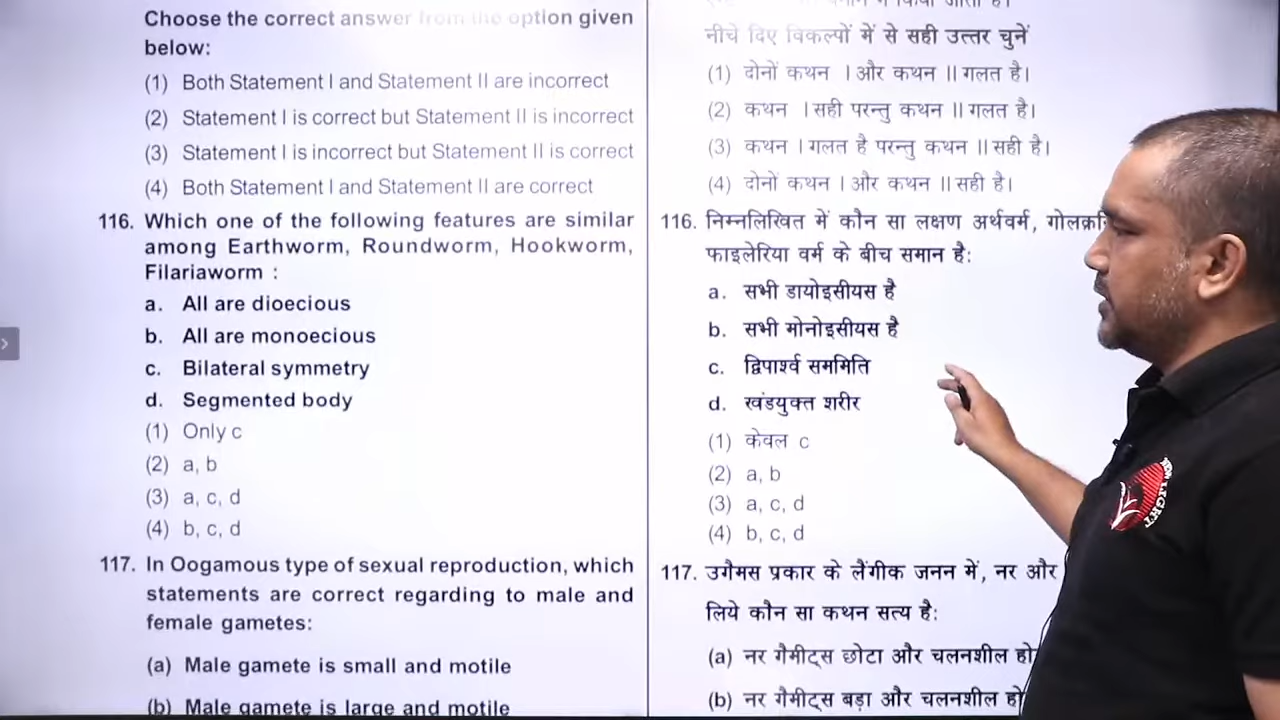 Choose the correct answer from the option given
below:
(1) Both Statement I and Statement II are incorrect
(2) Statement I is correct but Statement II is incorrect
(3) Statement I is incorrect but Statement II is correct
(4) Both Statement I and Statement II are correct
116. Which one of the following features are similar
among Earthworm, Roundworm, Hookworm,
Filariaworm :
a. All are dioecious
b. All are monoecious
c. Bilateral symmetry
d. Segmented body
(1) Only c
(2) a, b
(3) a, c, d
(4) b, c, d
117. In Oogamous type of sexual reproduction, which
statements are correct regarding to male and
female gametes:
(a) Male gamete is small and motile
(b) Male gamete is large and motile
नीचे दिए विकल्पों में से सही उत्तर चुनें
(1) दोनों कथन I और कथन II गलत है।
(2) कथन I सही परन्तु कथन II गलत है।
(3) कथन I गलत है परन्तु कथन II सही है।
(4) दोनों कथन I और कथन II सही है।
116. निम्नलिखित में कौन सा लक्षण अर्थवर्म,
फाइलेरिया वर्म के बीच समान है:
a. सभी डायोइसीयस है
b. सभी मोनोइसीयस है
c. द्विपार्श्व सममिति
d. खंडयुक्त शरीर
(1) केवल c
(2) a, b
(3) a, c, d
(4) b, c, d
117. उगैमस प्रकार के लैंगीक जनन में, नर और
लिये कौन सा कथन सत्य है:
(a) नर गैमीट्स छोटा और चलनशील
(b) नर गैमीट्स बड़ा और चलनशील
NEW LIGHT